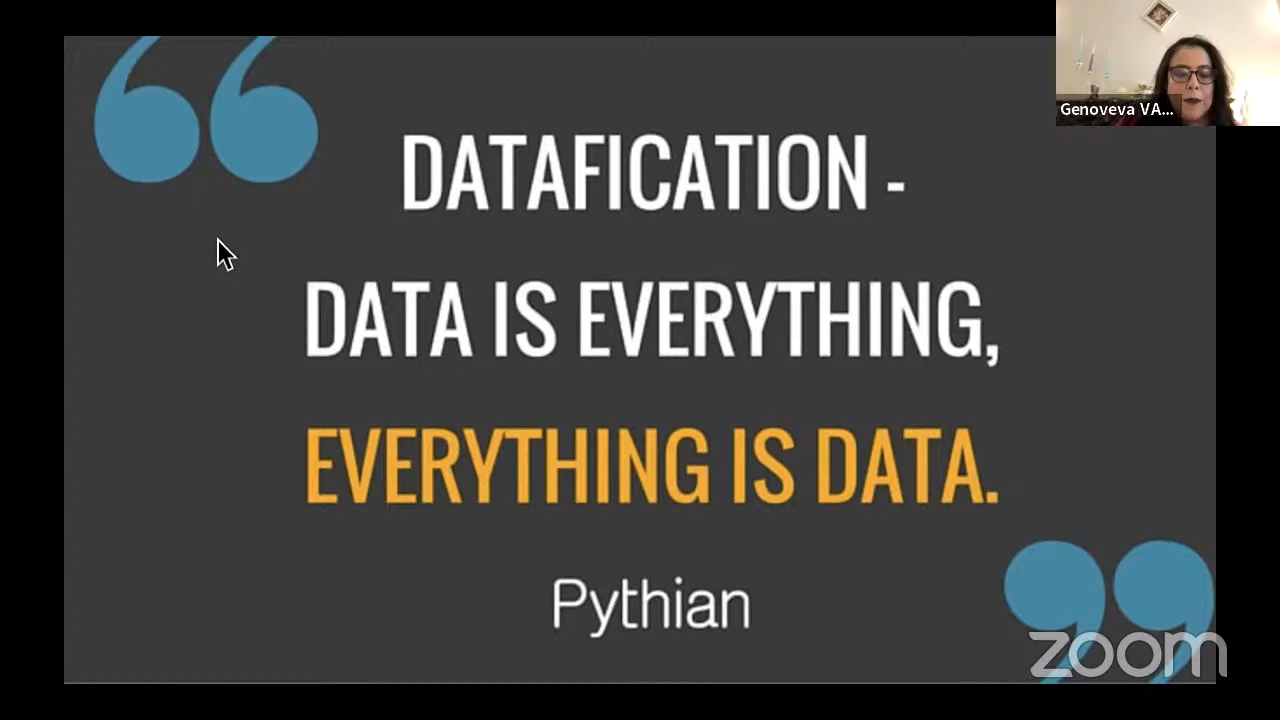 Genoveva VA...
DATAFICATION -
DATA IS EVERYTHING,
EVERYTHING IS DATA.
Pythian
zoom